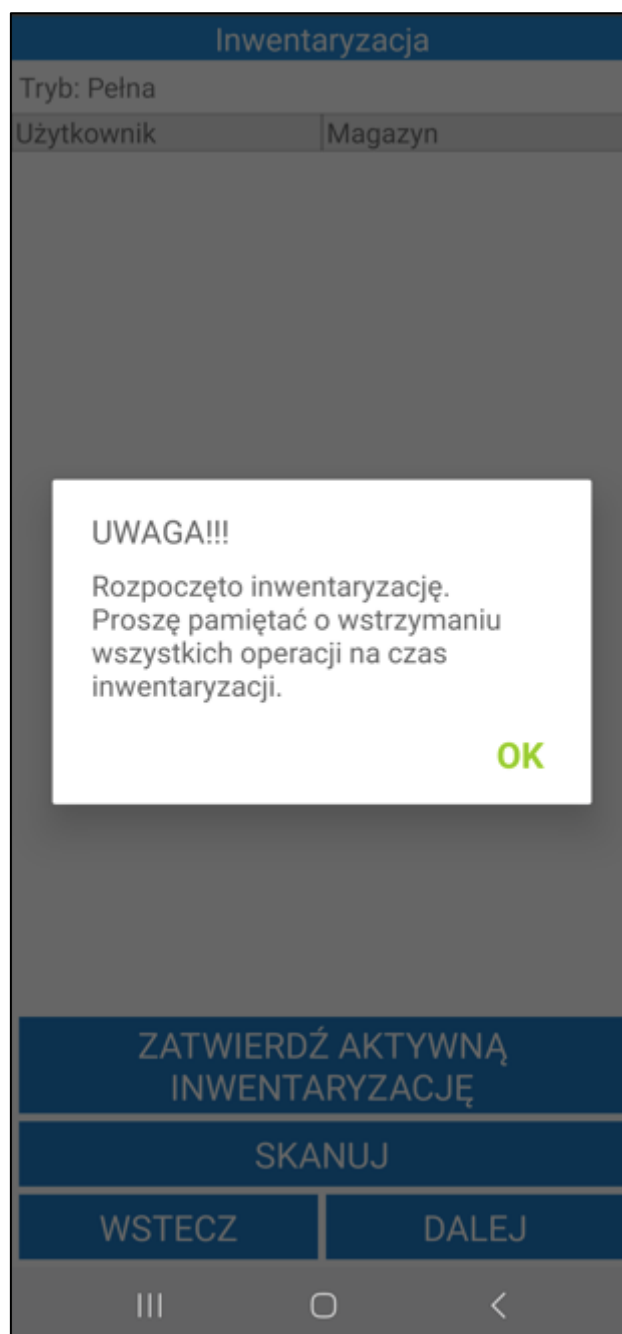 Inwentaryzacja
Tryb: Pełna
Użytkownik Magazyn
UWAGA!!!
Rozpoczęto inwentaryzację.
Proszę pamiętać o wstrzymaniu
wszystkich operacji na czas
inwentaryzacji.
OK
ZATWIERDŹ AKTYWNĄ
INWENTARYZACJĘ
SKANUJ
WSTECZ DALEJ